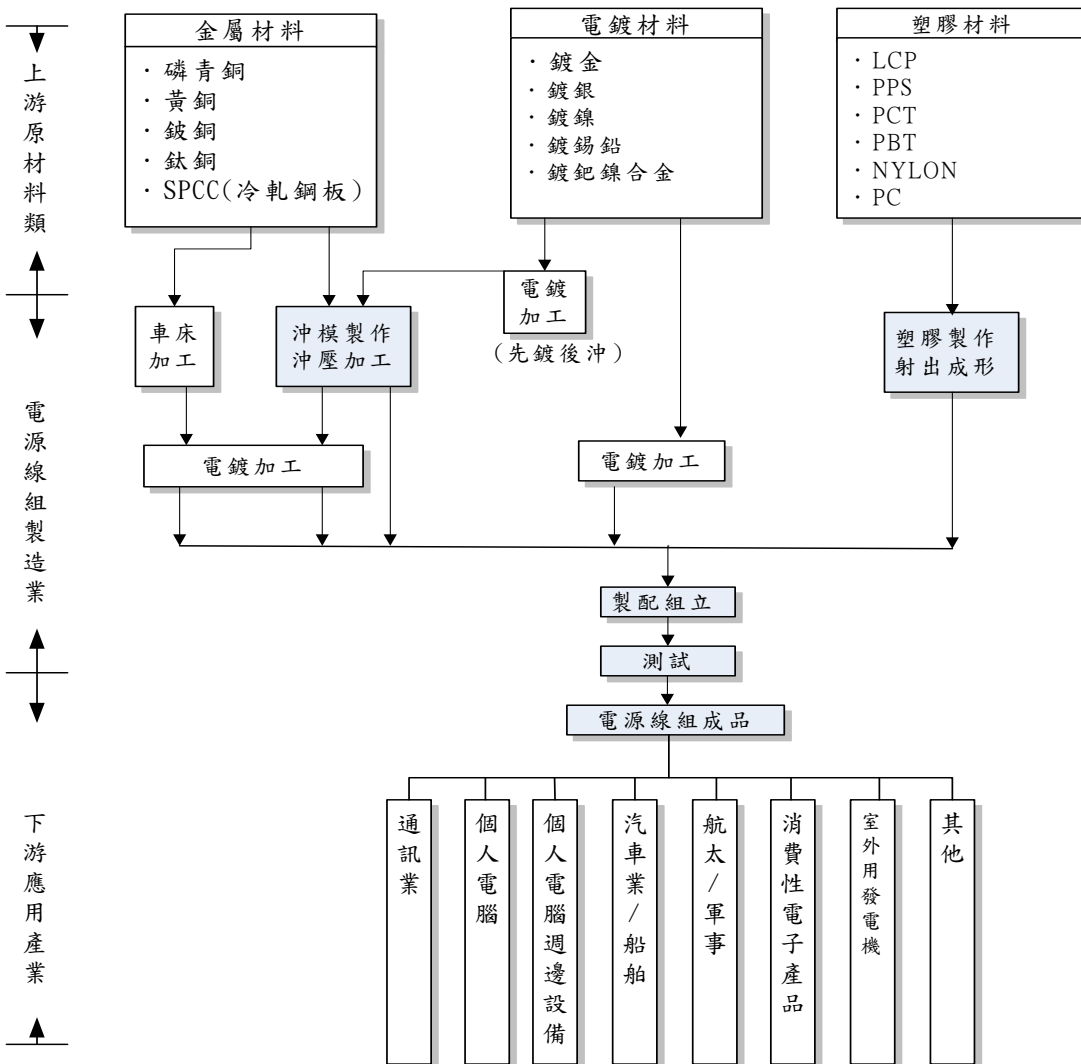 上游原材料類
電源線組製造業
下游應用產業
金屬材料
· 磷青銅
· 黃銅
· 鈹銅
· 鈦銅
· SPCC(冷軋鋼板)
電鍍材料
· 鍍金
· 鍍銀
· 鍍鎳
· 鍍錫鉛
· 鍍鈀鎳合金
塑膠材料
· LCP
· PPS
· PCT
· PBT
· NYLON
· PC
車床
加工
沖模製作
沖壓加工
電鍍
加工
(先鍍後沖)
塑膠製作
射出成形
電鍍加工
電鍍加工
製配組立
測試
電源線組成品
通訊業
個人電腦
個人電腦週邊設備
汽車業/船舶
航太/軍事
消費性電子產品
室外用發電機
其他